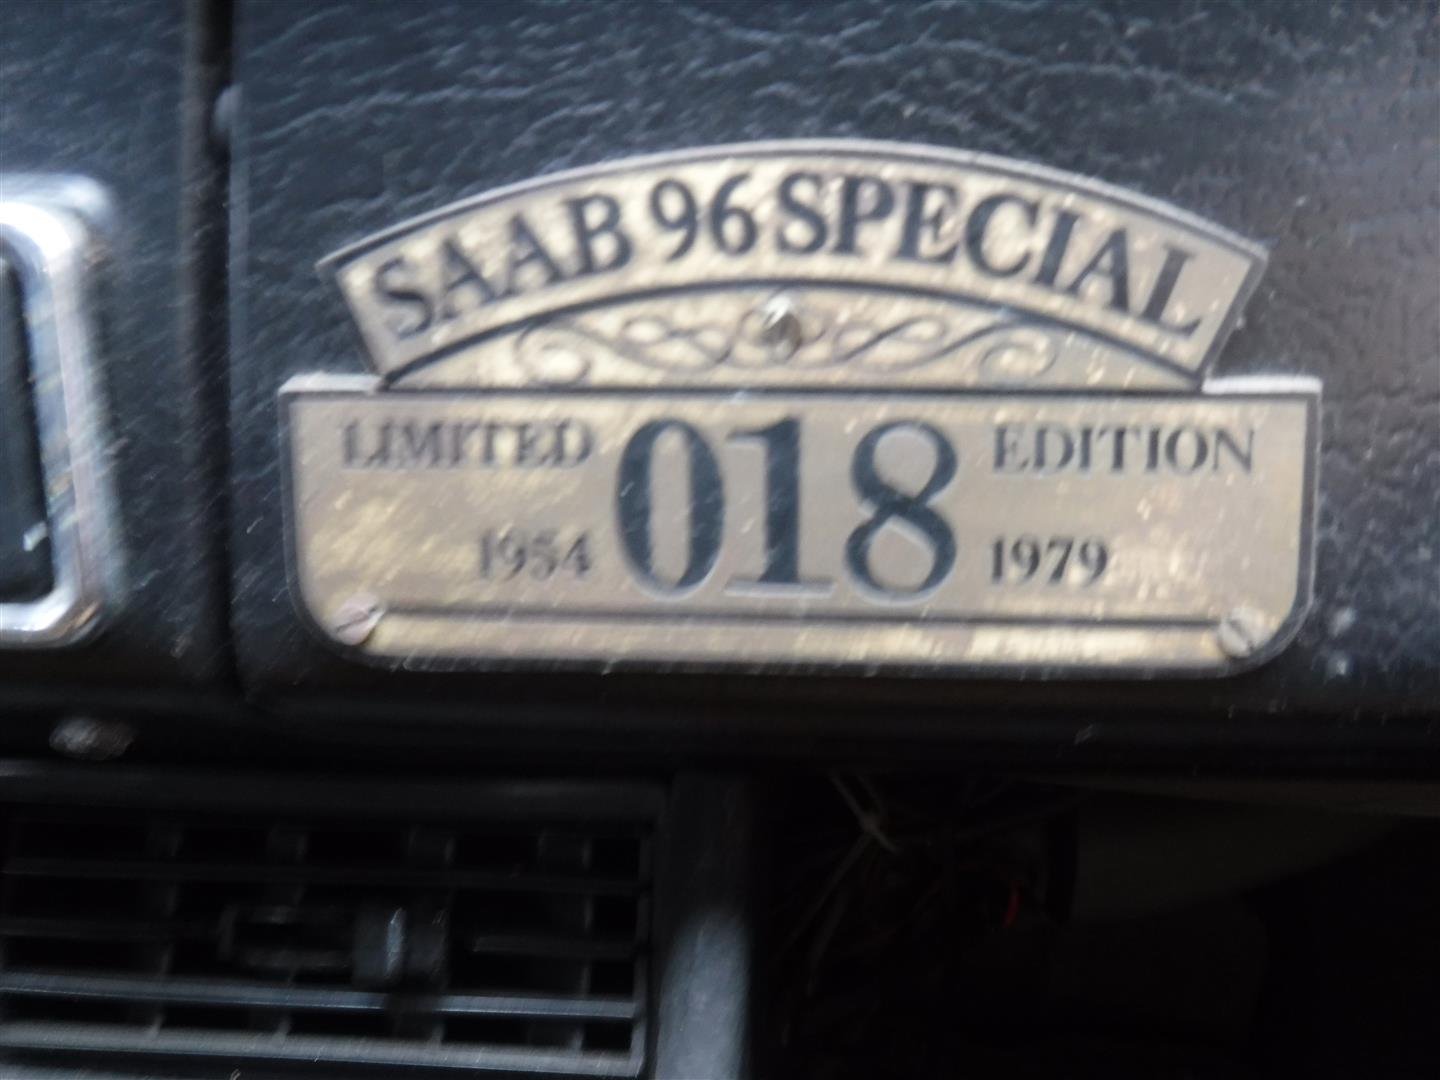 SAAB 96 SPECIAL
LIMITED 018 EDITION
1954 1979